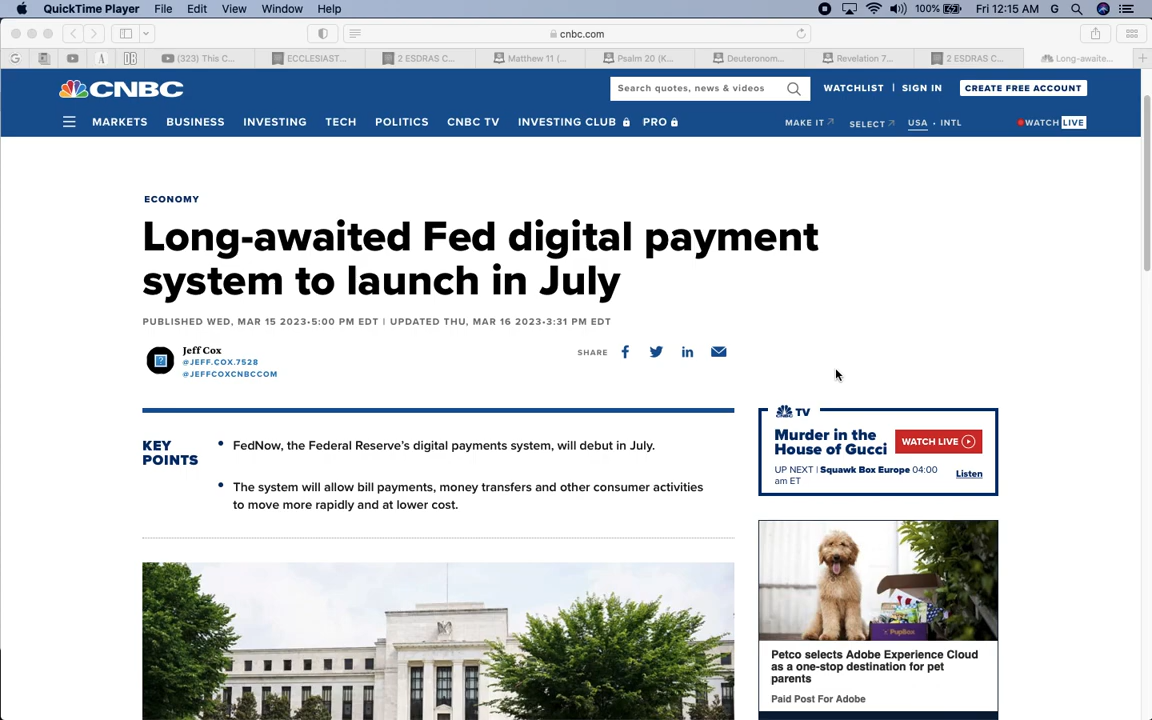 QuickTime Player File Edit View Window Help 100% Fri 12:15 AM G
cnbc.com
(323) This C...
ECCLESIAST...
2 ESDRAS C...
Matthew 11 (...
Psalm 20 (K...
Deuteronom...
Revelation 7...
2 ESDRAS C...
Long-awaite...
CNBC
Search quotes, news & videos
WATCHLIST | SIGN IN
CREATE FREE ACCOUNT
MARKETS BUSINESS INVESTING TECH POLITICS CNBC TV INVESTING CLUB PRO
MAKE IT SELECT USA • INTL
WATCH LIVE
ECONOMY
Long-awaited Fed digital payment
system to launch in July
PUBLISHED WED, MAR 15 2023•5:00 PM EDT | UPDATED THU, MAR 16 2023•3:31 PM EDT
Jeff Cox
@JEFF.COX.7528
@JEFFCOXCNBCCOM
SHARE
KEY
POINTS
FedNow, the Federal Reserve's digital payments system, will debut in July.
The system will allow bill payments, money transfers and other consumer activities
to move more rapidly and at lower cost.
TV
Murder in the
House of Gucci
WATCH LIVE
UP NEXT | Squawk Box Europe 04:00
am ET
Listen
PupBox
Petco selects Adobe Experience Cloud
as a one-stop destination for pet
parents
Paid Post For Adobe